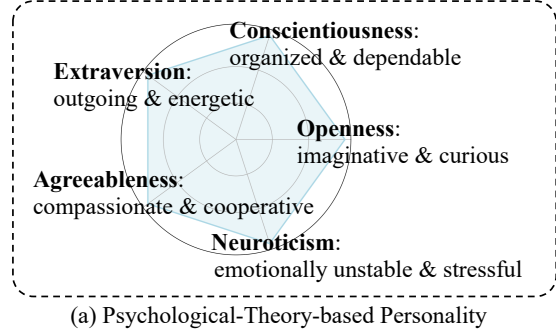 Conscientiousness:
organized & dependable
Extraversion:
outgoing & energetic
Openness:
imaginative & curious
Agreeableness:
compassionate & cooperative
Neuroticism:
emotionally unstable & stressful
(a) Psychological-Theory-based Personality